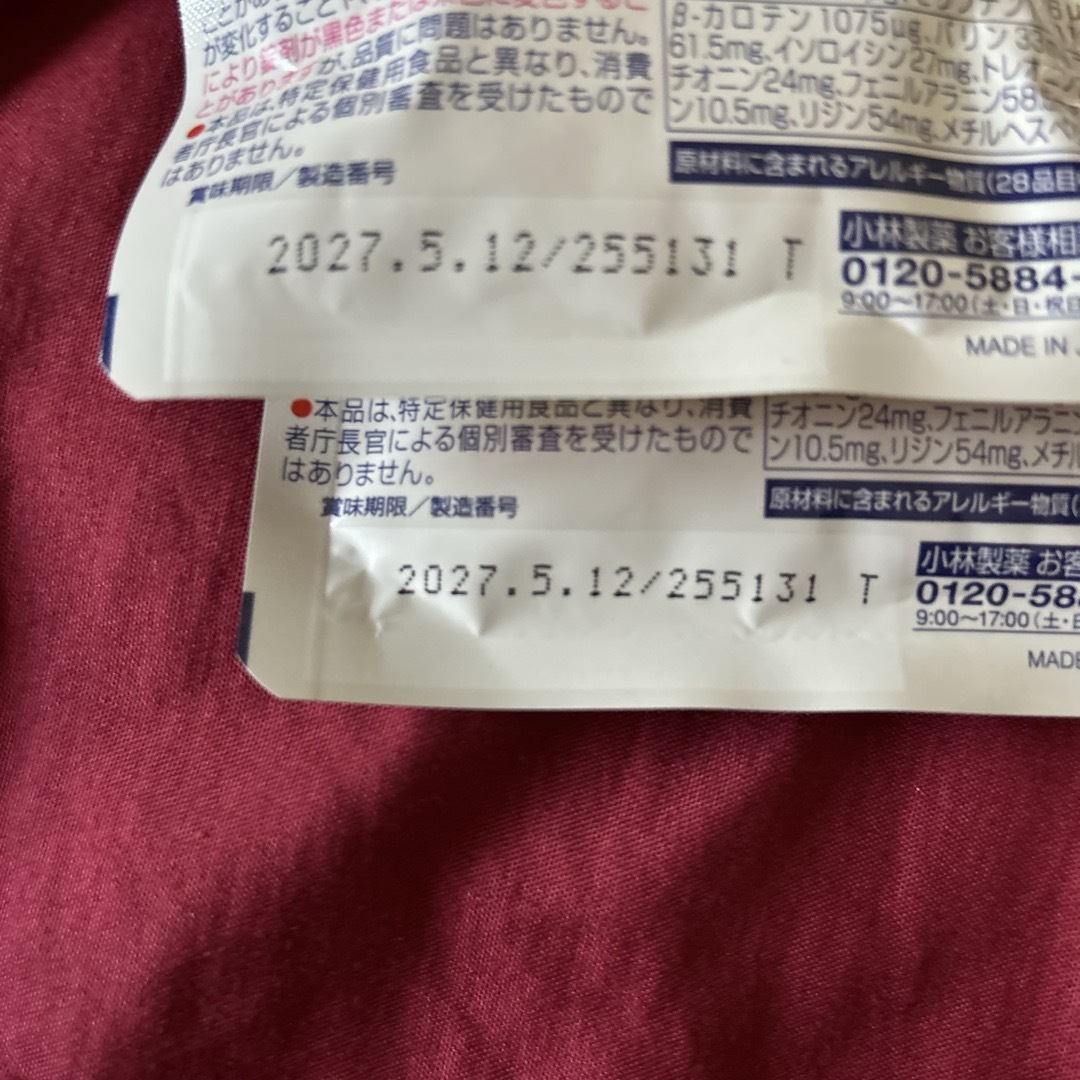 が変化すること
により錠剤が黒色または
とがありますが、品質に問題はありません。
●本品は、特定保健用食品と異なり、消費
者庁長官による個別審査を受けたもので
はありません。
賞味期限／製造番号
2027.5.12/255131 T
β-カロテン1075μg、バリン
61.5mg、イソロイシン27mg、トレオ
チオニン24mg、フェニルアラニン58
ン10.5mg、リジン54mg、メチルヘスペ
原材料に含まれるアレルギー物質(28品目
小林製薬 お客様相
0120-5884-
9:00〜17:00(土・日・祝日
MADE IN
●本品は、特定保健用食品と異なり、消費
者庁長官による個別審査を受けたもので
はありません。
賞味期限／製造番号
2027.5.12/255131 T
チオニン24mg、フェニルアラニン
ン10.5mg、リジン54mg、メチル
原材料に含まれるアレルギー物質(
小林製薬 お客
0120-58
9:00〜17:00(土・日
MADE